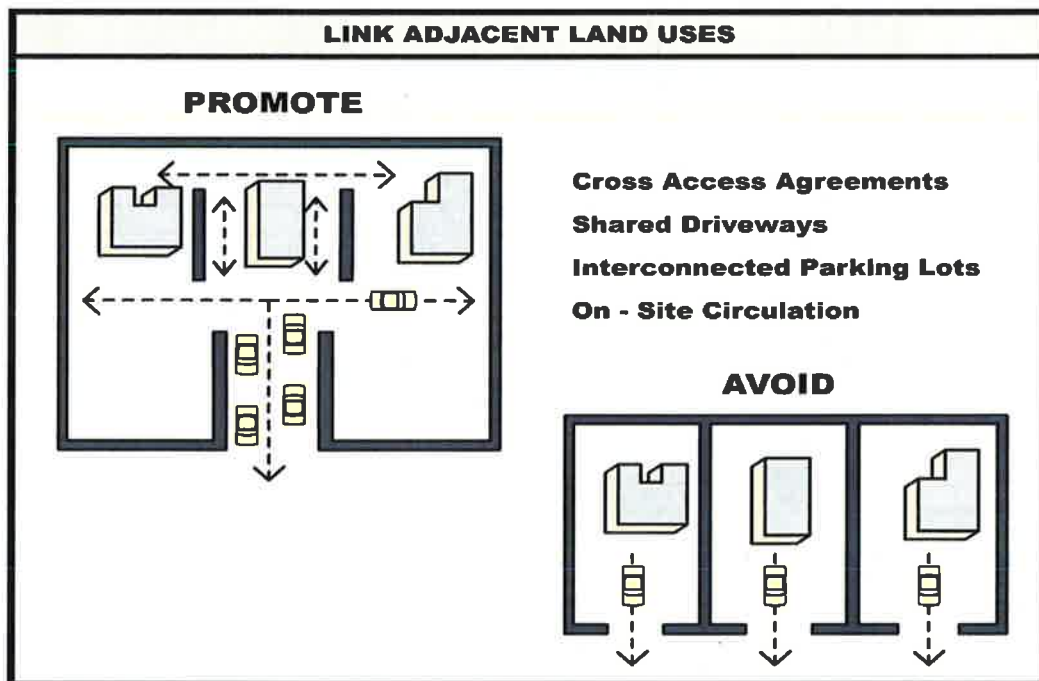 LINK ADJACENT LAND USES
PROMOTE
Cross Access Agreements
Shared Driveways
Interconnected Parking Lots
On - Site Circulation
AVOID